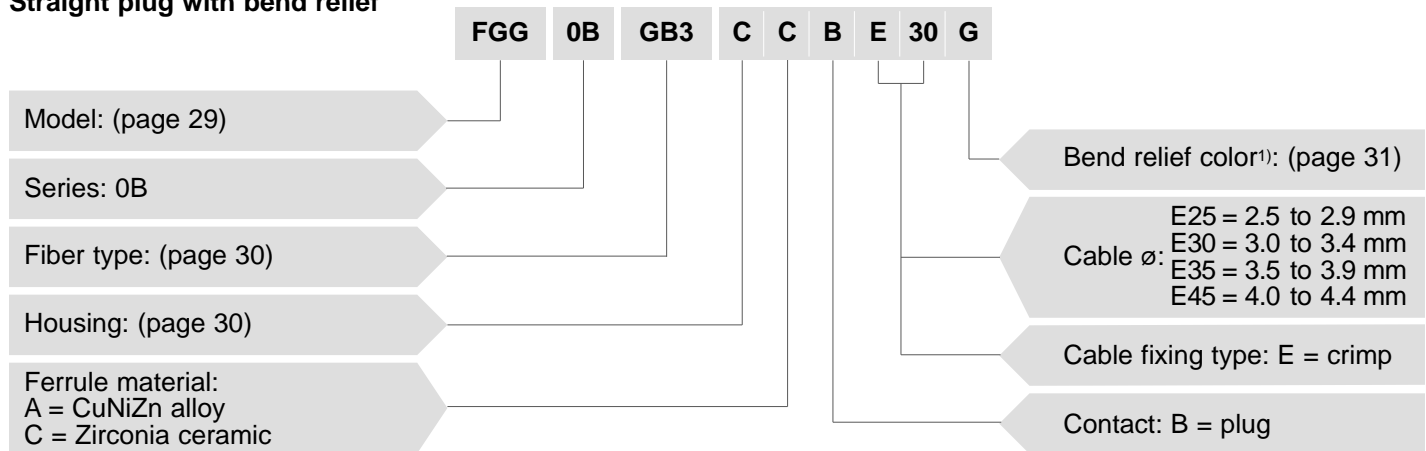 Straight plug with bend relief
FGG 0B GB3 C C B E 30 G
Model: (page 29)
Series: 0B
Fiber type: (page 30)
Housing: (page 30)
Ferrule material:
A = CuNiZn alloy
C = Zirconia ceramic
Bend relief color1): (page 31)
Cable ø:
E25 = 2.5 to 2.9 mm
E30 = 3.0 to 3.4 mm
E35 = 3.5 to 3.9 mm
E45 = 4.0 to 4.4 mm
Cable fixing type: E = crimp
Contact: B = plug